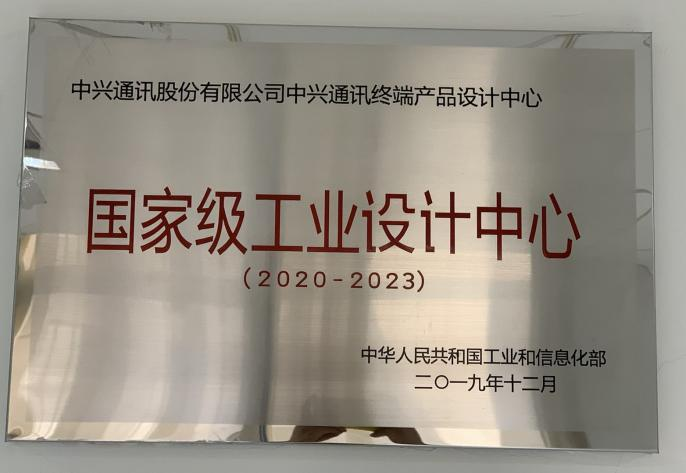 中兴通讯股份有限公司中兴通讯终端产品设计中心
国家级工业设计中心
(2020-2023)
中华人民共和国工业和信息化部
二〇一九年十二月